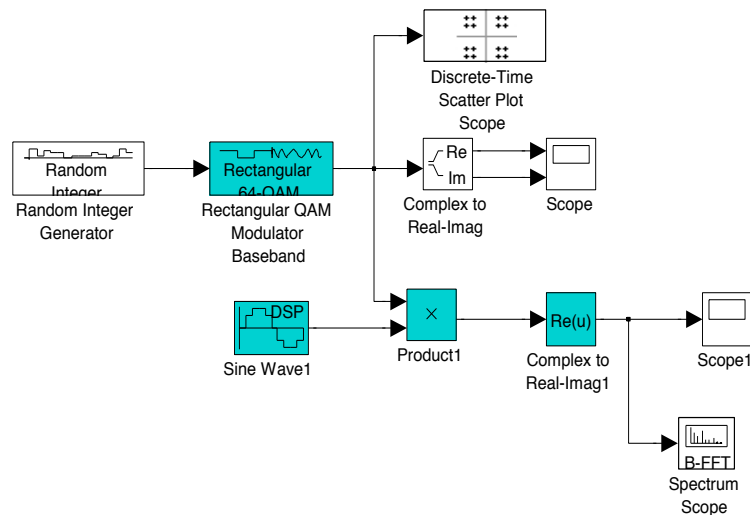 Discrete-Time
Scatter Plot
Scope
Random
Integer
Random Integer
Generator
Rectangular
64-QAM
Rectangular QAM
Modulator
Baseband
Re
Im
Complex to
Real-Imag
Scope
DSP
Sine Wave1
×
Product1
Re(u)
Complex to
Real-Imag1
Scope1
B-FFT
Spectrum
Scope